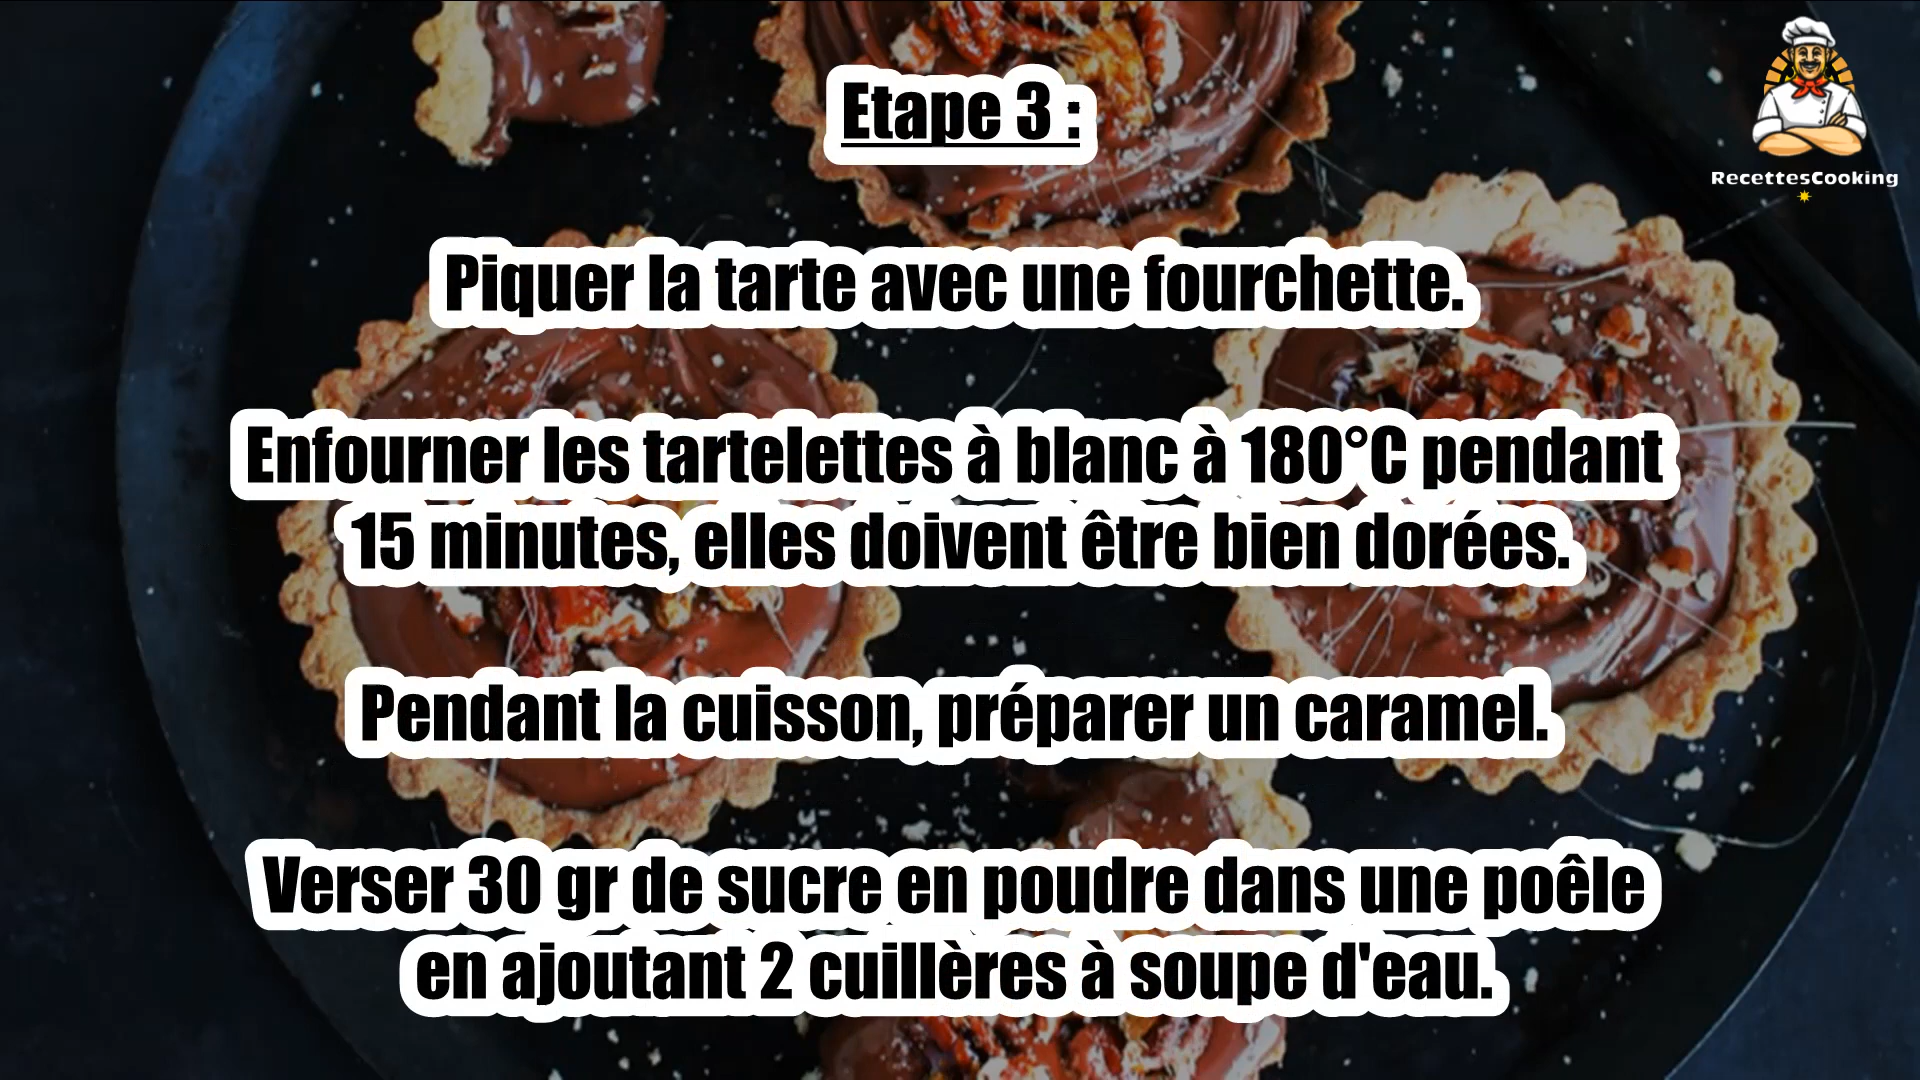 Etape 3 :
RecettesCooking
Piquer la tarte avec une fourchette.
Enfourner les tartelettes à blanc à 180°C pendant
15 minutes, elles doivent être bien dorées.
Pendant la cuisson, préparer un caramel.
Verser 30 gr de sucre en poudre dans une poêle
en ajoutant 2 cuillères à soupe d'eau.